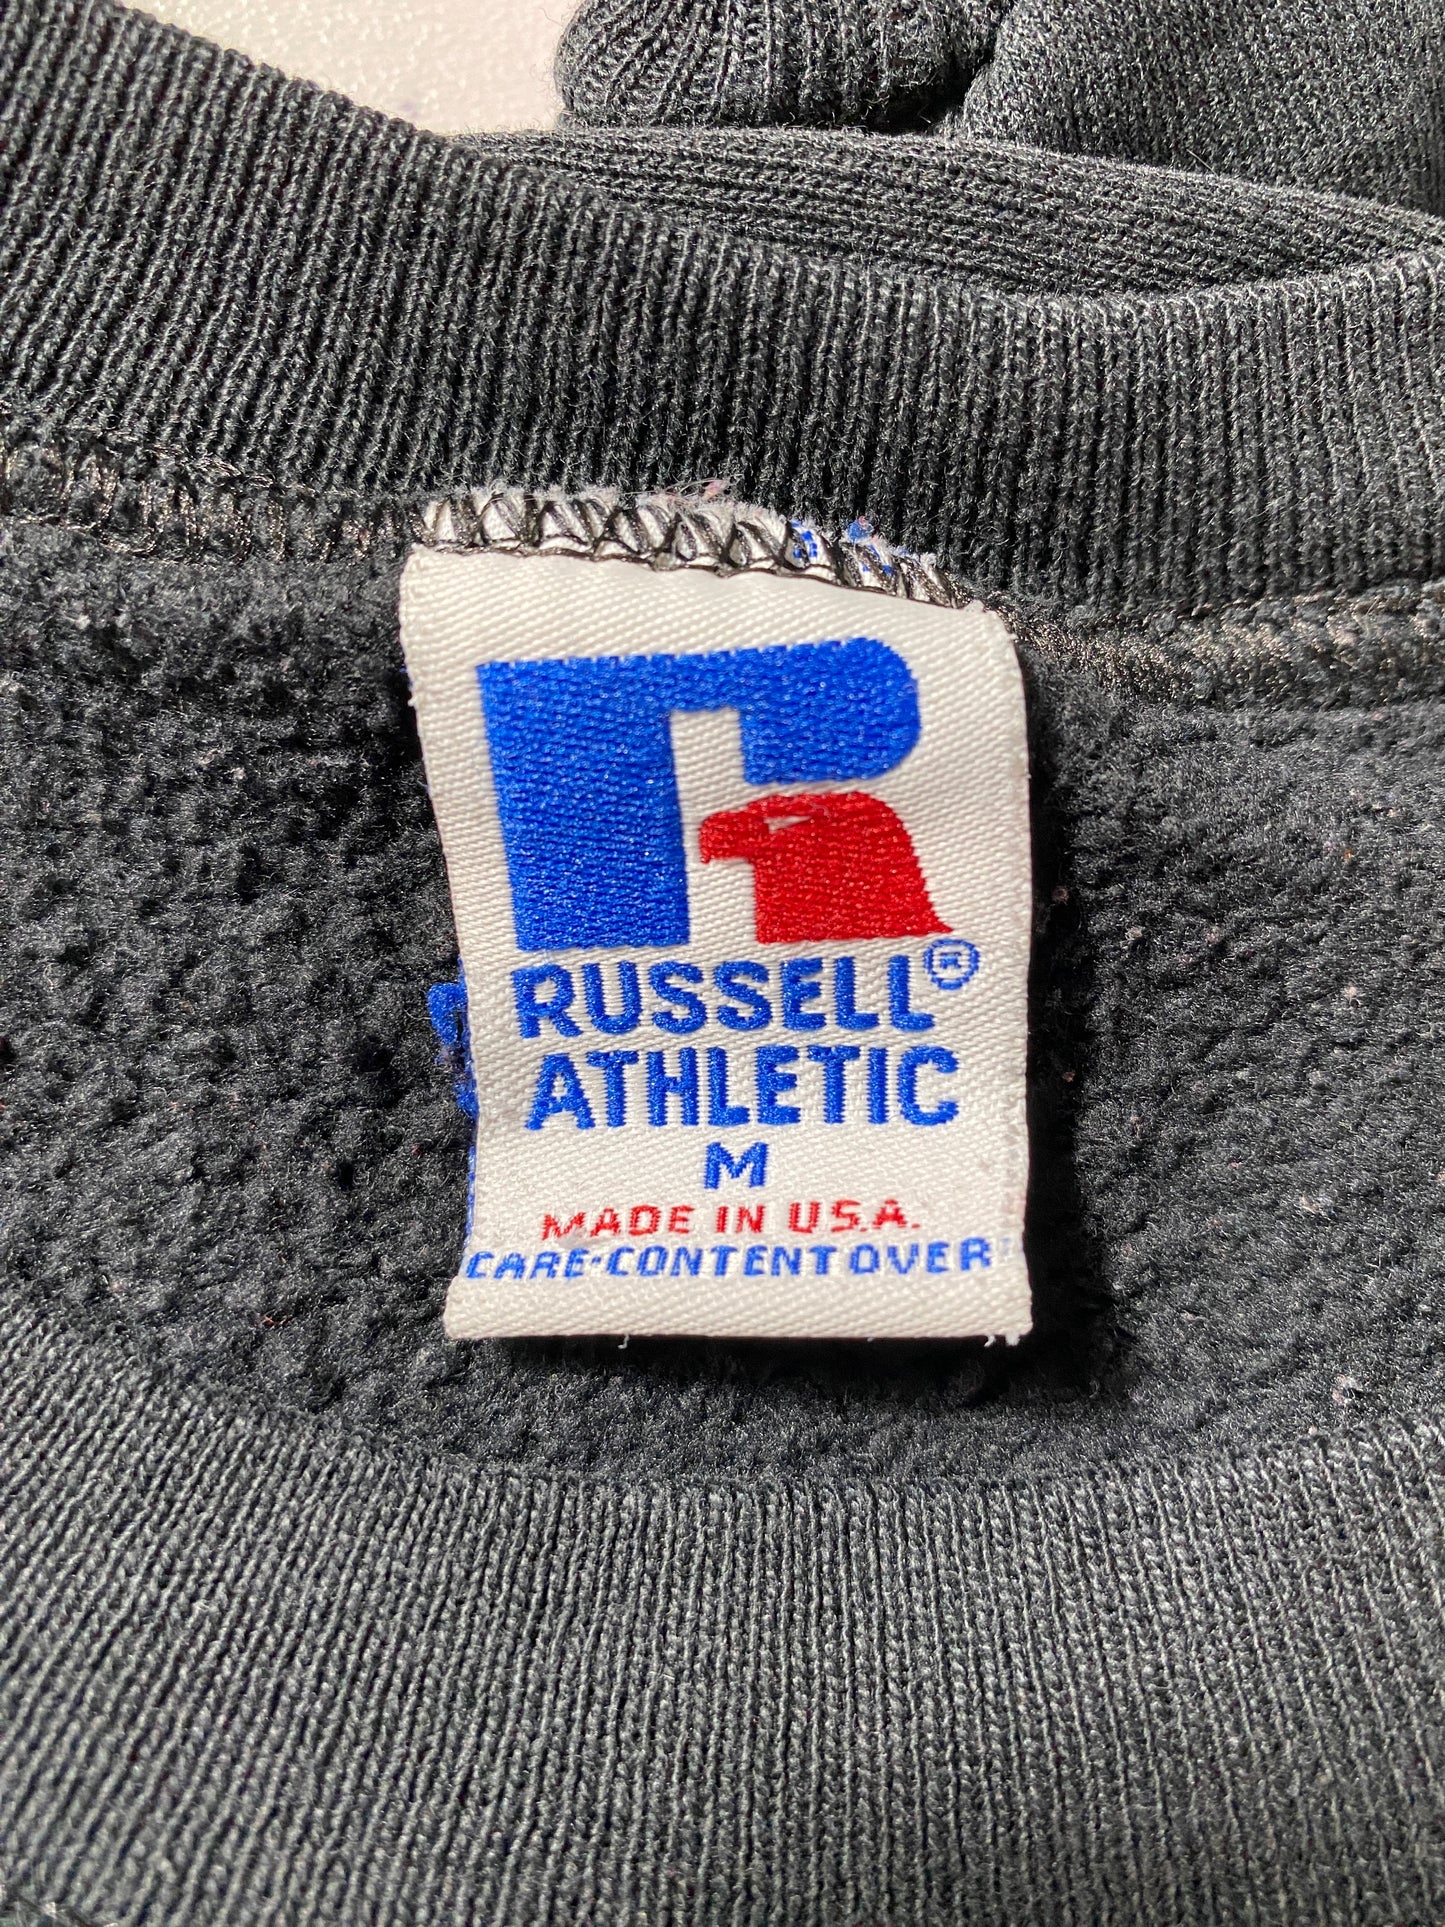 RUSSELL®
ATHLETIC
M
MADE IN U.S.A.
CARE-CONTENT OVER